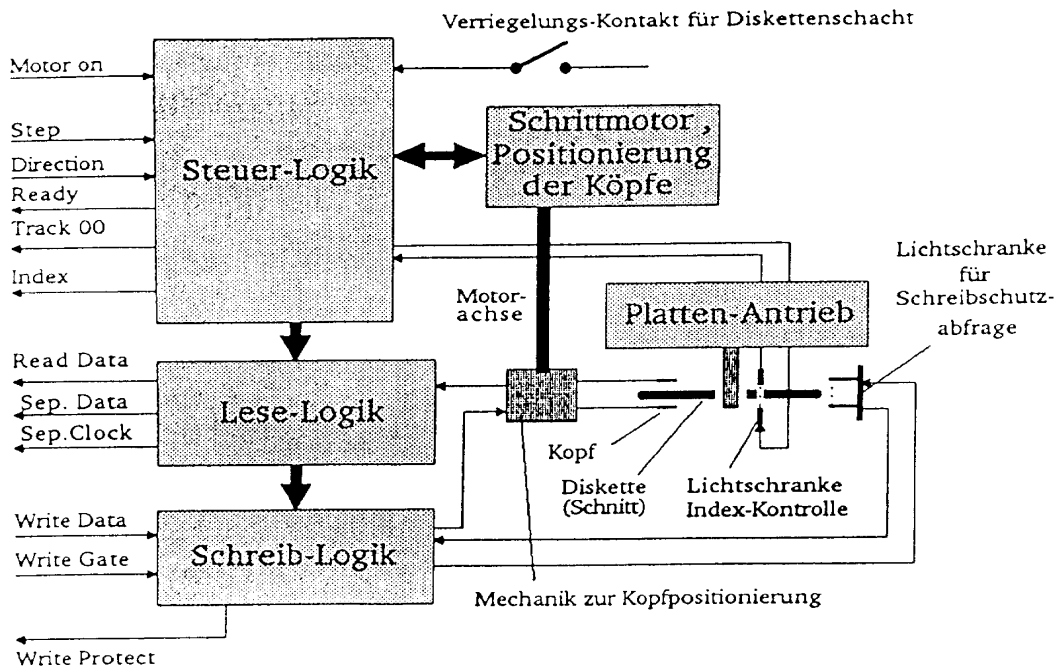 Verriegelungs-Kontakt für Diskettenschacht
Motor on
Step
Direction
Ready
Track 00
Index
Steuer-Logik
Schrittmotor ,
Positionierung
der Köpfe
Lichtschranke
für
Schreibschutz-
abfrage
Motor-
achse
Platten-Antrieb
Read Data
Sep. Data
Sep.Clock
Lese-Logik
Kopf
Diskette
(Schnitt)
Lichtschranke
Index-Kontrolle
Write Data
Write Gate
Schreib-Logik
Mechanik zur Kopfpositionierung
Write Protect